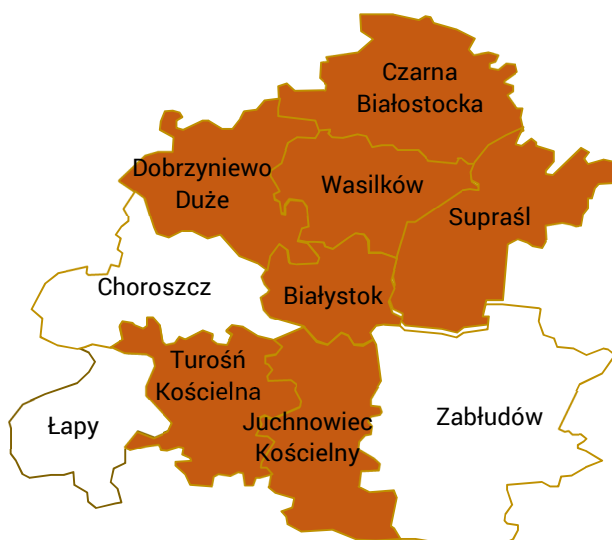 Czarna
Białostocka
Dobrzyniewo
Duże
Wasilków
Supraśl
Choroszcz
Białystok
Turośń
Kościelna
Łapy
Juchnowiec
Kościelny
Zabłudów